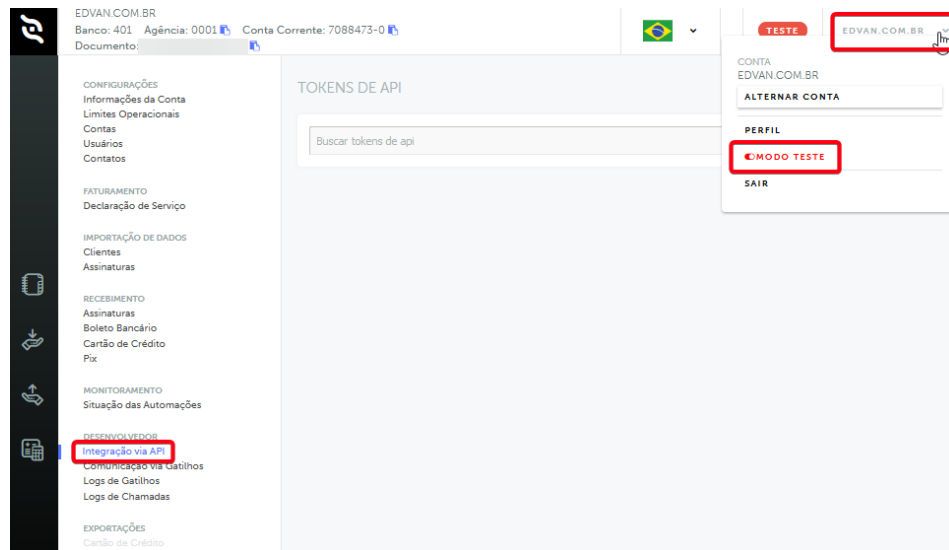 EDVAN.COM.BR
Banco: 401 Agência: 0001 Conta Corrente: 7088473-0
Documento:
TESTE
EDVAN.COM.BR
CONTA
EDVAN.COM.BR
ALTERNAR CONTA
PERFIL
MODO TESTE
SAIR
CONFIGURAÇÕES
Informações da Conta
Limites Operacionais
Contas
Usuários
Contatos
FATURAMENTO
Declaração de Serviço
IMPORTAÇÃO DE DADOS
Clientes
Assinaturas
RECEBIMENTO
Assinaturas
Boleto Bancário
Cartão de Crédito
Pix
MONITORAMENTO
Situação das Automações
DESENVOLVEDOR
Integração via API
Comunicação via Gatilhos
Logs de Gatilhos
Logs de Chamadas
EXPORTAÇÕES
Cartão de Crédito
TOKENS DE API
Buscar tokens de api